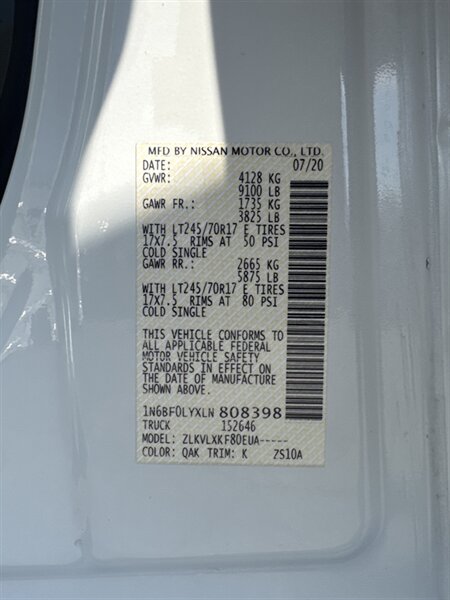 MFD BY NISSAN MOTOR CO., LTD.
DATE: 07/20
GVWR: 4128 KG
9100 LB
GAWR FR.: 1735 KG
3825 LB
WITH LT245/70R17 E TIRES
17X7.5 RIMS AT 50 PSI
COLD SINGLE
GAWR RR.: 2665 KG
5875 LB
WITH LT245/70R17 E TIRES
17X7.5 RIMS AT 80 PSI
COLD SINGLE
THIS VEHICLE CONFORMS TO
ALL APPLICABLE FEDERAL
MOTOR VEHICLE SAFETY
STANDARDS IN EFFECT ON
THE DATE OF MANUFACTURE
SHOWN ABOVE.
1N6BF0LYXLN 808398
TRUCK 152646
MODEL: ZLKVLXKF80EUA-----
COLOR: QAK TRIM: K ZS10A